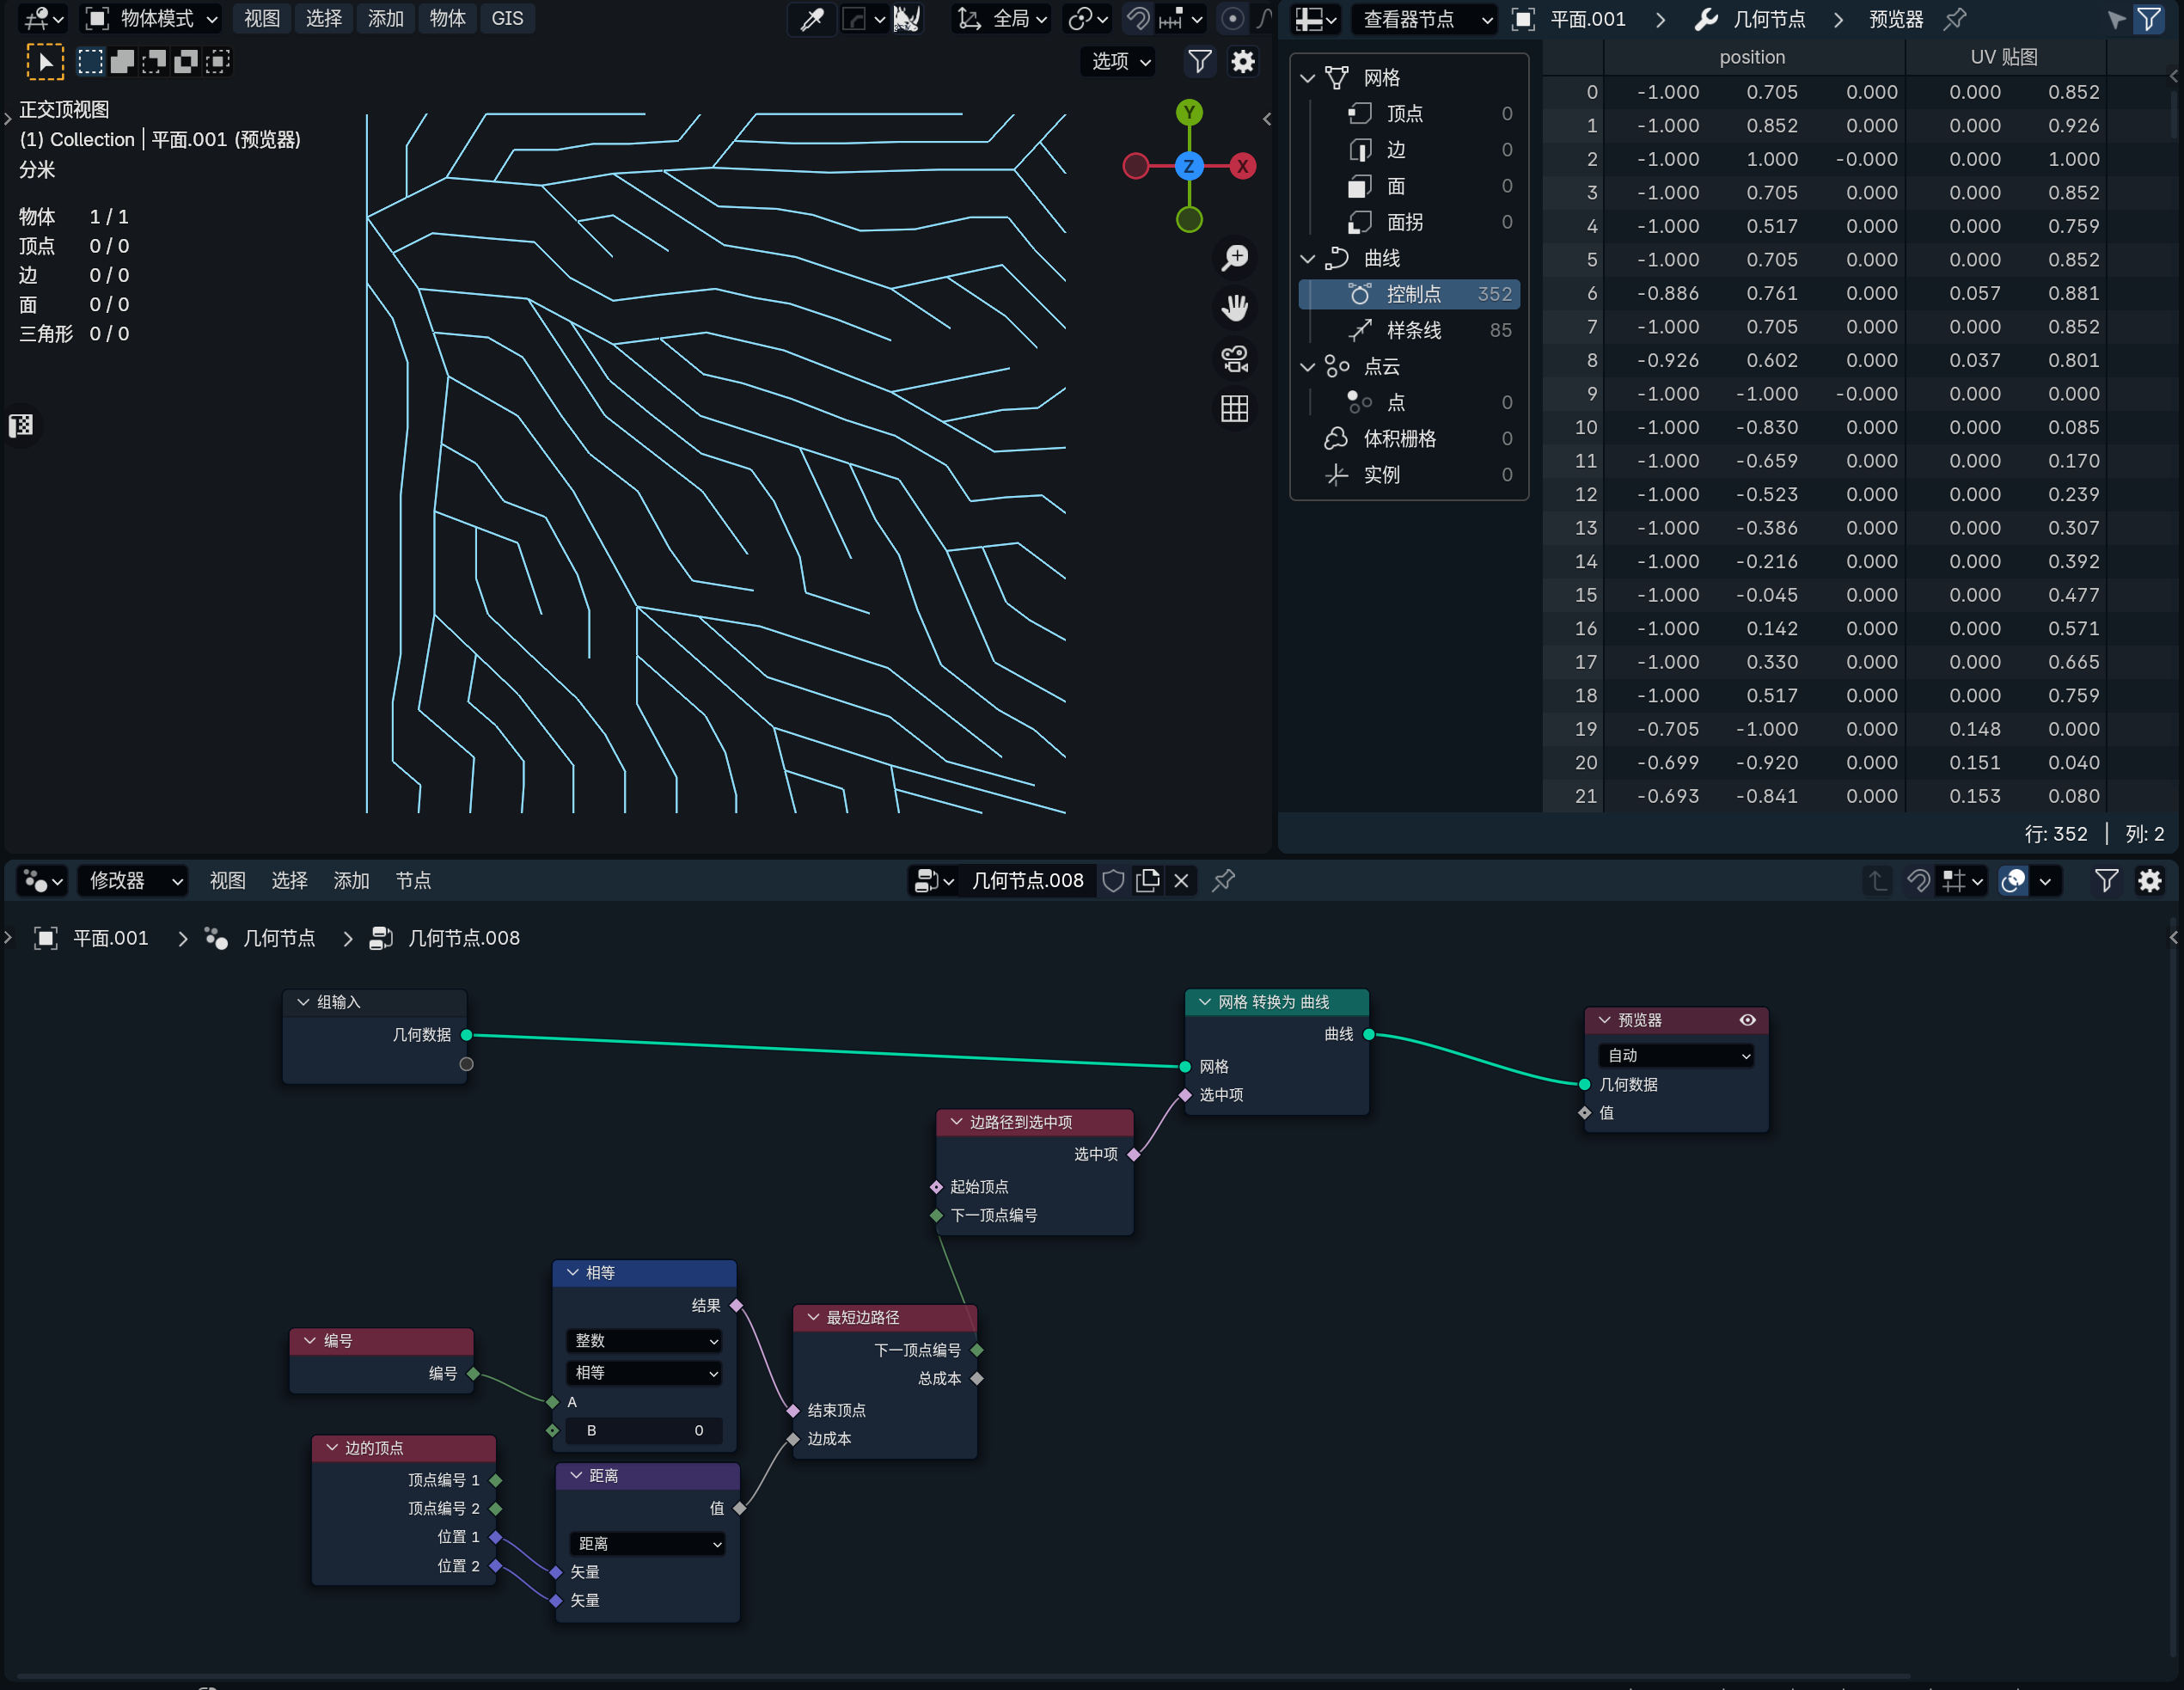 物体模式 视图 选择 添加 物体 GIS 全局
选项
正交顶视图
(1) Collection | 平面.001 (预览器)
分米
物体 1 / 1
顶点 0 / 0
边 0 / 0
面 0 / 0
三角形 0 / 0
Y
Z
X
查看器节点 平面.001 几何节点 预览器
网格
顶点 0
边 0
面 0
面拐 0
曲线
控制点 352
样条线 85
点云
点 0
体积栅格 0
实例 0
position UV 贴图
0 -1.000 0.705 0.000 0.000 0.852
1 -1.000 0.852 0.000 0.000 0.926
2 -1.000 1.000 -0.000 0.000 1.000
3 -1.000 0.705 0.000 0.000 0.852
4 -1.000 0.517 0.000 0.000 0.759
5 -1.000 0.705 0.000 0.000 0.852
6 -0.886 0.761 0.000 0.057 0.881
7 -1.000 0.705 0.000 0.000 0.852
8 -0.926 0.602 0.000 0.037 0.801
9 -1.000 -1.000 -0.000 0.000 0.000
10 -1.000 -0.830 0.000 0.000 0.085
11 -1.000 -0.659 0.000 0.000 0.170
12 -1.000 -0.523 0.000 0.000 0.239
13 -1.000 -0.386 0.000 0.000 0.307
14 -1.000 -0.216 0.000 0.000 0.392
15 -1.000 -0.045 0.000 0.000 0.477
16 -1.000 0.142 0.000 0.000 0.571
17 -1.000 0.330 0.000 0.000 0.665
18 -1.000 0.517 0.000 0.000 0.759
19 -0.705 -1.000 0.000 0.148 0.000
20 -0.699 -0.920 0.000 0.151 0.040
21 -0.693 -0.841 0.000 0.153 0.080
行: 352 | 列: 2
修改器 视图 选择 添加 节点 几何节点.008
平面.001 几何节点 几何节点.008
组输入
几何数据
网格 转换为 曲线
曲线
网格
选中项
预览器
自动
几何数据
值
边路径到选中项
选中项
起始顶点
下一顶点编号
相等
结果
整数
相等
A
B 0
编号
编号
最短边路径
下一顶点编号
总成本
结束顶点
边成本
边的顶点
顶点编号 1
顶点编号 2
位置 1
位置 2
距离
值
距离
矢量
矢量